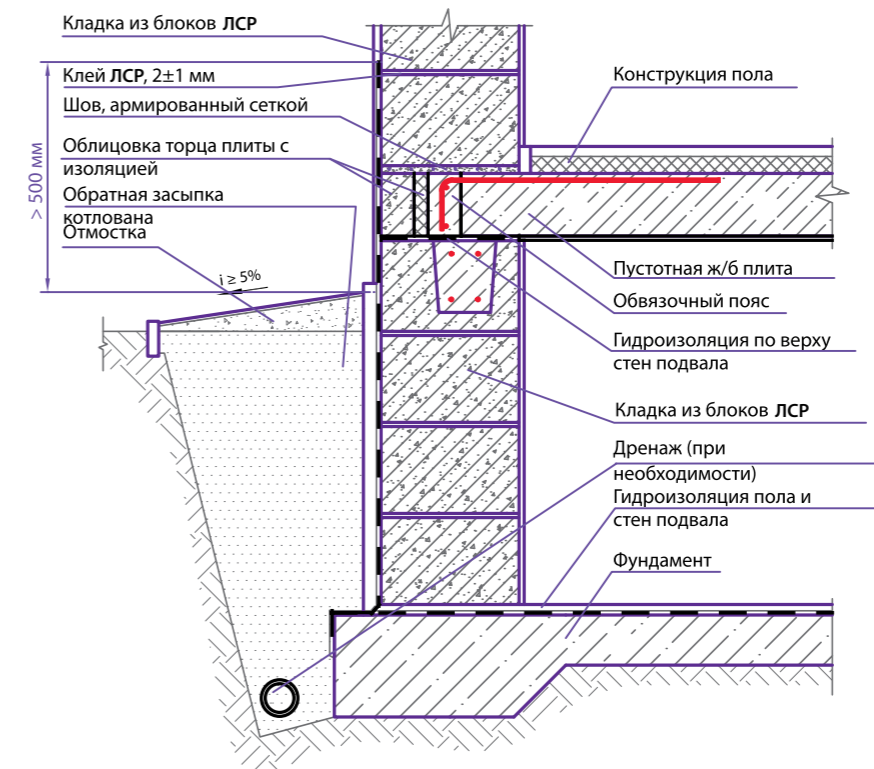 Кладка из блоков ЛСР
Клей ЛСР, 2±1 мм
Шов, армированный сеткой
Облицовка торца плиты с
изоляцией
Обратная засыпка
котлована
Отмостка
> 500 мм
i ≥ 5%
Конструкция пола
Пустотная ж/б плита
Обвязочный пояс
Гидроизоляция по верху
стен подвала
Кладка из блоков ЛСР
Дренаж (при
необходимости)
Гидроизоляция пола и
стен подвала
Фундамент